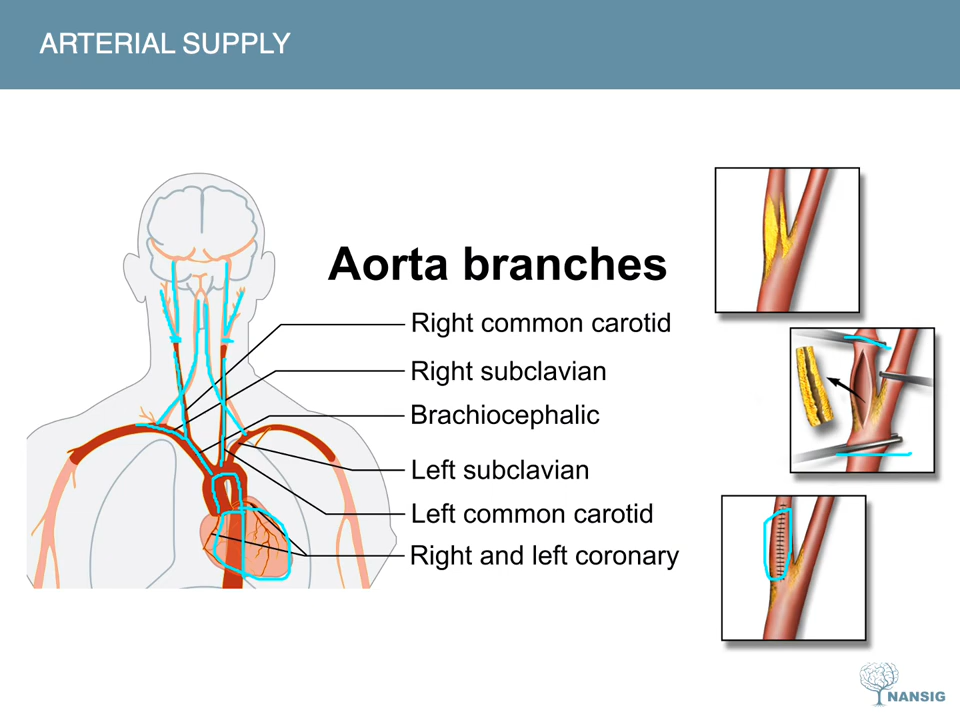 ARTERIAL SUPPLY
Aorta branches
Right common carotid
Right subclavian
Brachiocephalic
Left subclavian
Left common carotid
Right and left coronary
NANSIG